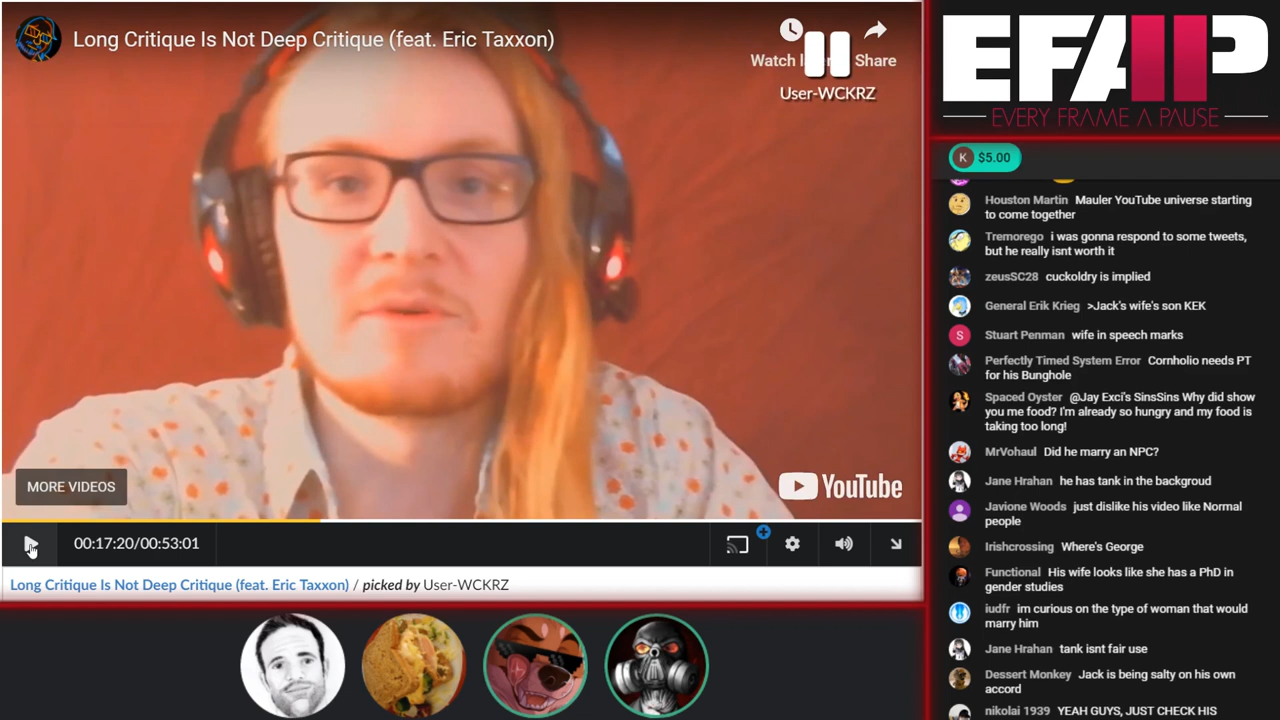 Long Critique Is Not Deep Critique (feat. Eric Taxxon)
Share
User-WCKRZ
MORE VIDEOS
YouTube
00:17:20/00:53:01
Long Critique Is Not Deep Critique (feat. Eric Taxxon) / picked by User-WCKRZ
EFAP
EVERY FRAME A PAUSE
K $5.00
Houston Martin Mauler YouTube universe starting
to come together
Tremorego i was gonna respond to some tweets,
but he really isnt worth it
zeusSC28 cuckoldry is implied
General Erik Krieg >Jack's wife's son KEK
S
Stuart Penman wife in speech marks
Perfectly Timed System Error Cornholio needs PT
for his Bunghole
Spaced Oyster @Jay Exci's SinsSins Why did show
you me food? I'm already so hungry and my food is
taking too long!
MrVohaul Did he marry an NPC?
Jane Hrahan he has tank in the backgroud
Javione Woods just dislike his video like Normal
people
Irishcrossing Where's George
Functional His wife looks like she has a PhD in
gender studies
iudfr im curious on the type of woman that would
marry him
Jane Hrahan tank isnt fair use
Dessert Monkey Jack is being salty on his own
accord
nikolai 1939 YEAH GUYS, JUST CHECK HIS